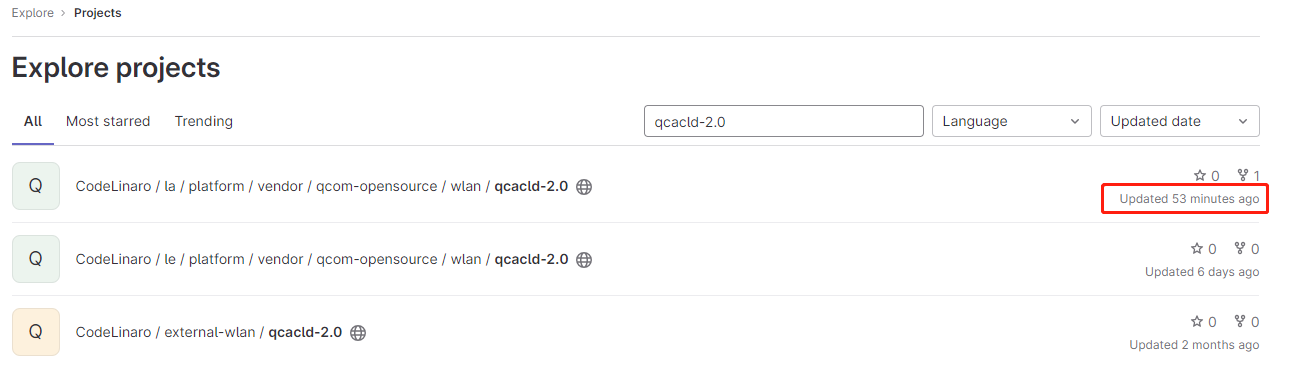 Explore › Projects
Explore projects
All Most starred Trending qcacld-2.0 Language Updated date
Q CodeLinaro / la / platform / vendor / qcom-opensource / wlan / qcacld-2.0 0 1
Updated 53 minutes ago
Q CodeLinaro / le / platform / vendor / qcom-opensource / wlan / qcacld-2.0 0 0
Updated 6 days ago
Q CodeLinaro / external-wlan / qcacld-2.0 0 0
Updated 2 months ago